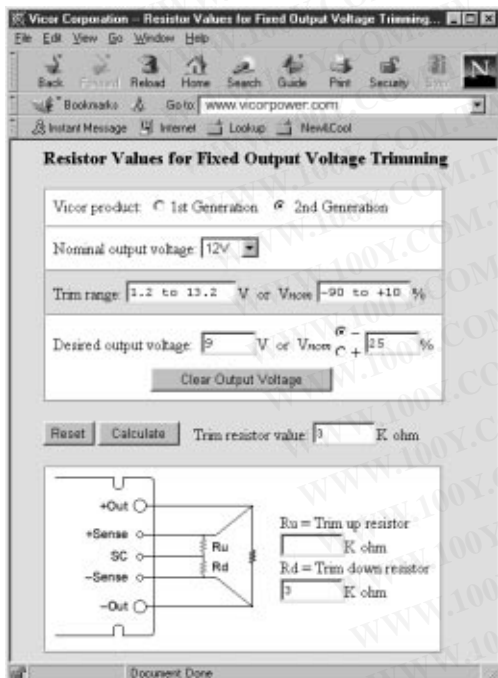 Vicor Corporation -- Resistor Values for Fixed Output Voltage Trimming...
File Edit View Go Window Help
Back Forward Reload Home Search Guide Print Security
N
Bookmarks Go to: www.vicorpower.com
Instant Message Internet Lookup New&Cool
Resistor Values for Fixed Output Voltage Trimming
Vicor product: 1st Generation 2nd Generation
Nominal output voltage: 12V
Trim range: 1.2 to 13.2 V or Vnom -90 to +10 %
Desired output voltage: 9 V or Vnom - + 25 %
Clear Output Voltage
Reset Calculate Trim resistor value: 3 K ohm
+Out
+Sense
SC
-Sense
-Out
Ru
Rd
Ru = Trim up resistor
K ohm
Rd = Trim down resistor
3 K ohm
Document Done
WWW.100Y.COM.TW